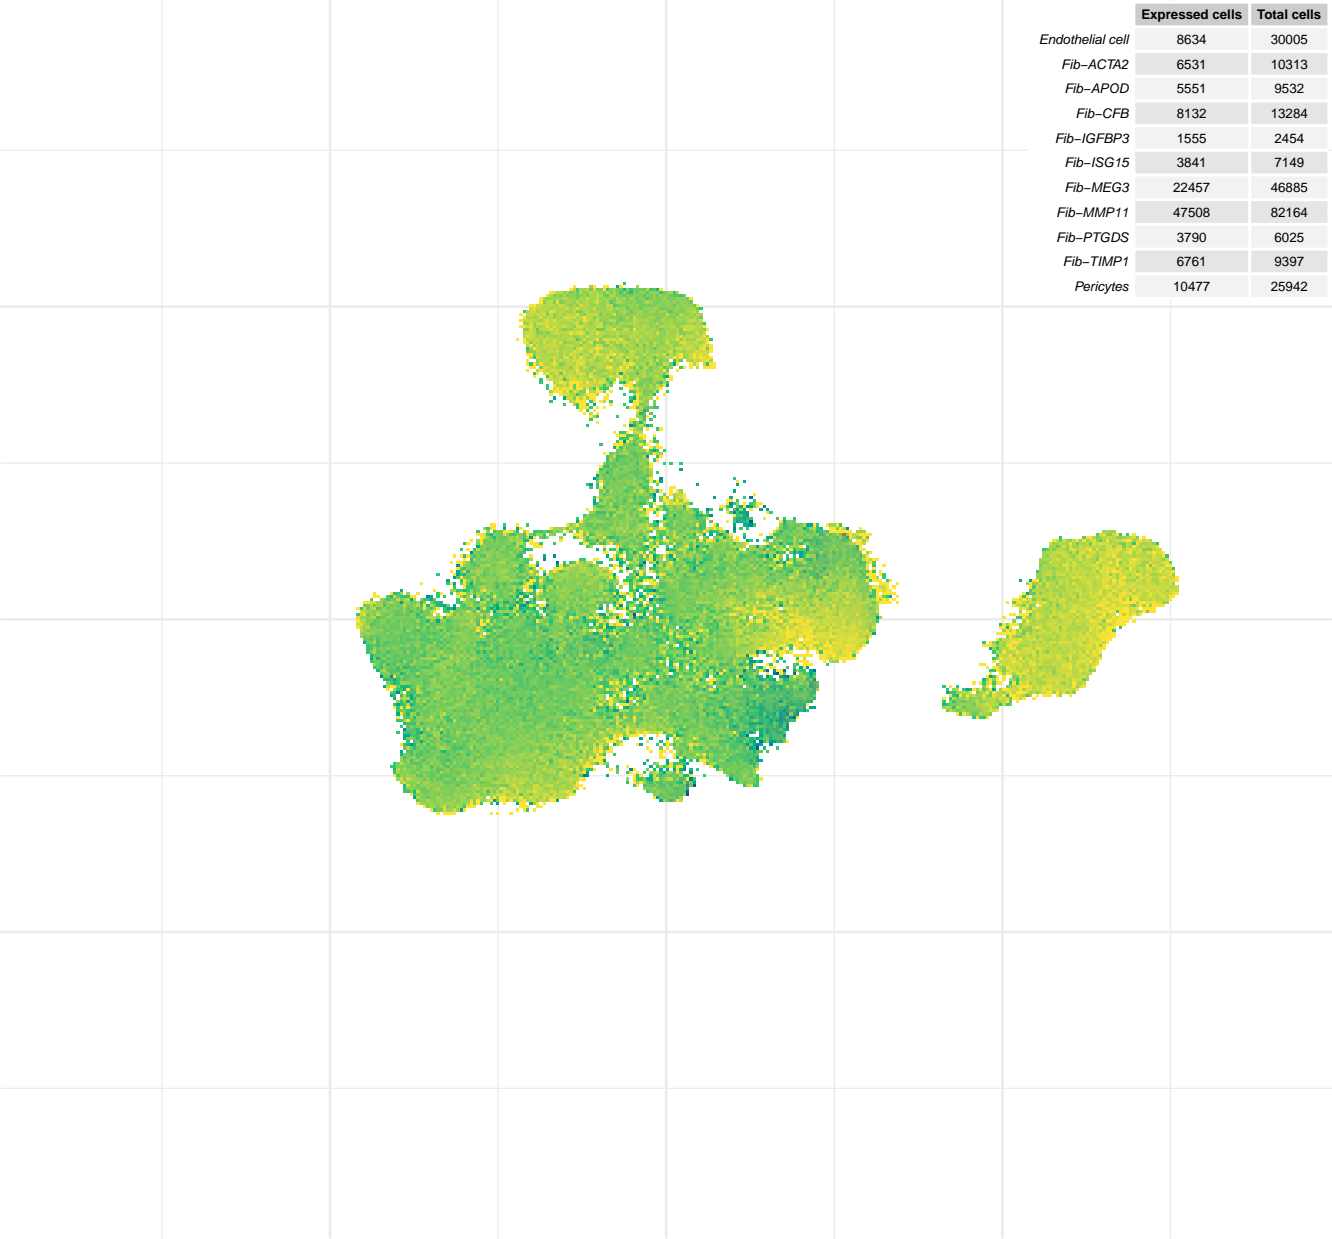 Expressed cells Total cells
Endothelial cell 8634 30005
Fib−ACTA2 6531 10313
Fib−APOD 5551 9532
Fib−CFB 8132 13284
Fib−IGFBP3 1555 2454
Fib−ISG15 3841 7149
Fib−MEG3 22457 46885
Fib−MMP11 47508 82164
Fib−PTGDS 3790 6025
Fib−TIMP1 6761 9397
Pericytes 10477 25942